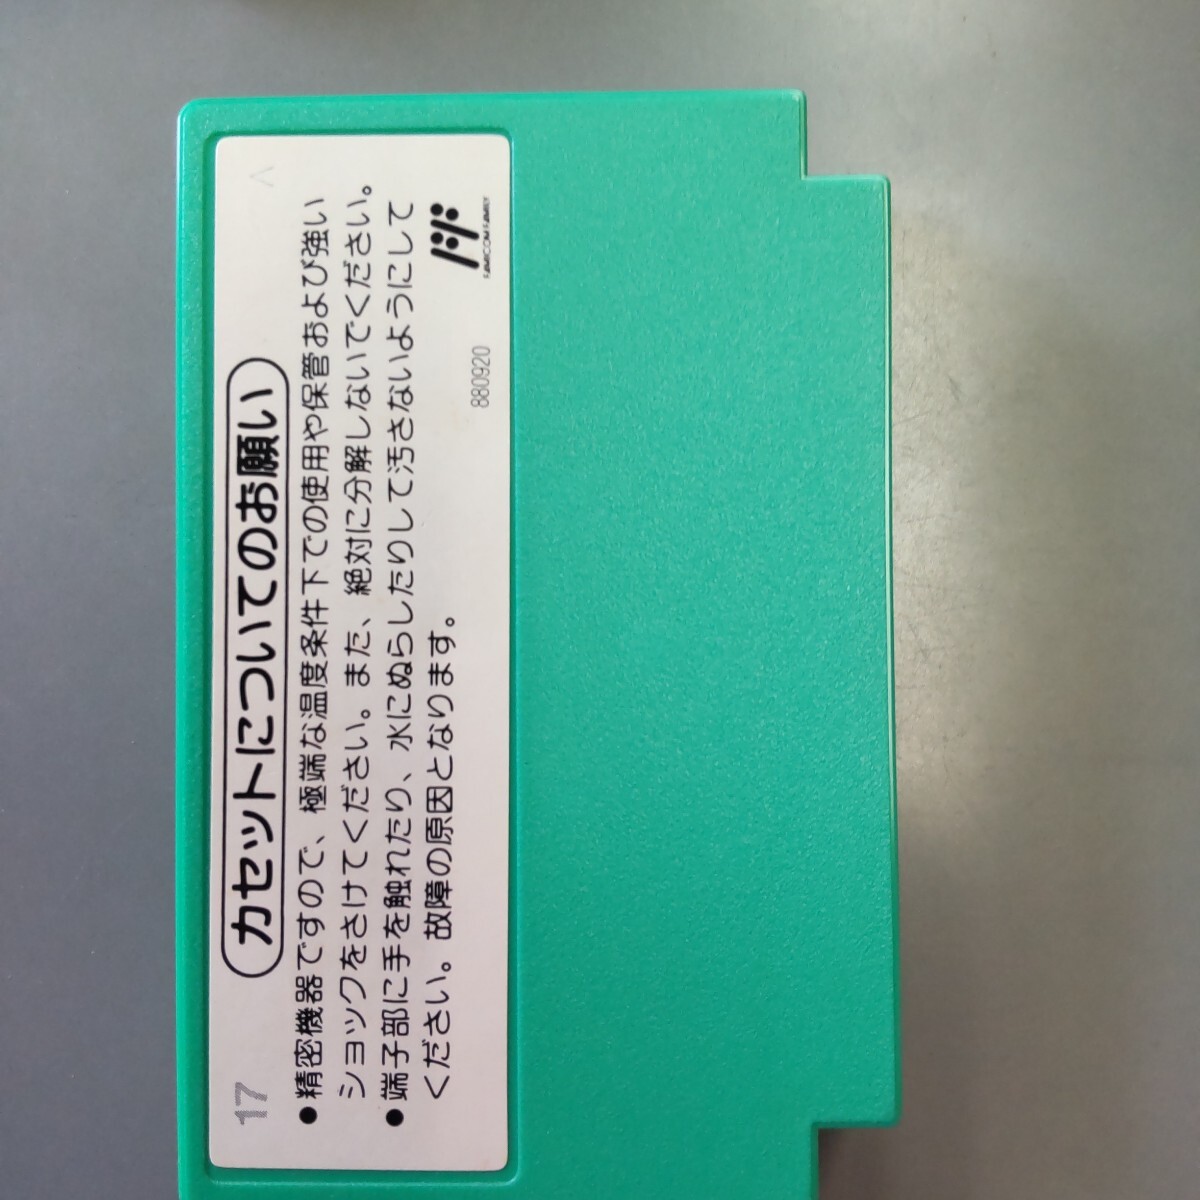 カセットについてのお願い
●精密機器ですので、極端な温度条件下での使用や保管および強い
ショックをさけてください。また、絶対に分解しないでください。
●端子部に手を触れたり、水にぬらしたりして汚さないようにして
ください。故障の原因となります。
880920
FAMICOM FAMILY
17